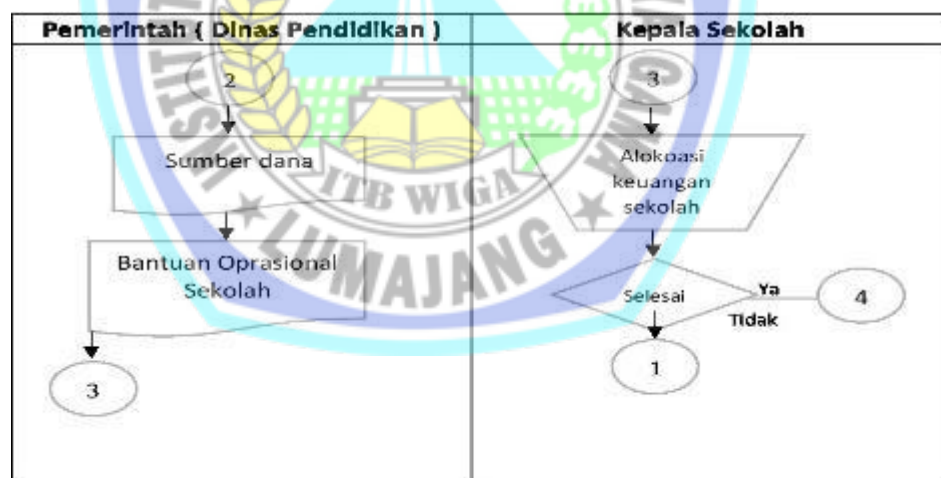 Pemerintah ( Dinas Pendidikan )
Kepala Sekolah
2
Sumber dana
Bantuan Oprasional
Sekolah
3
3
Alokoasi
keuangan
sekolah
Selesai
Ya
Tidak
4
1
ITB WIGA
LUMAJANG